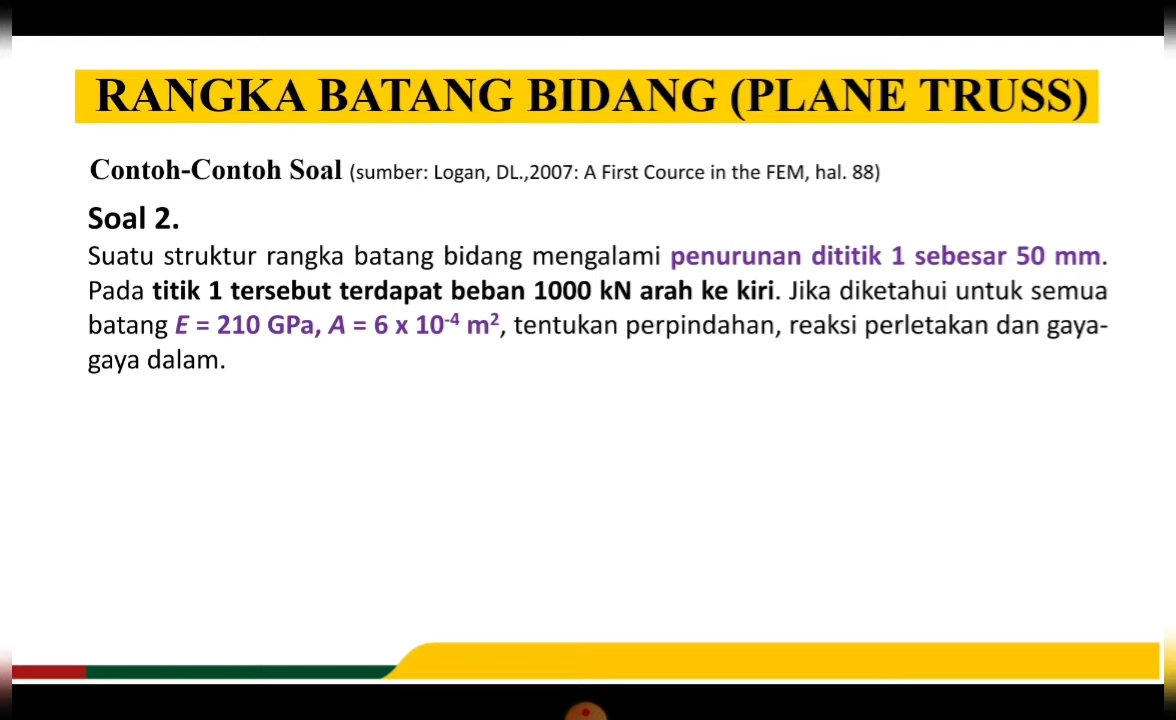 RANGKA BATANG BIDANG (PLANE TRUSS)
Contoh-Contoh Soal (sumber: Logan, DL.,2007: A First Cource in the FEM, hal. 88)
Soal 2.
Suatu struktur rangka batang bidang mengalami penurunan dititik 1 sebesar 50 mm.
Pada titik 1 tersebut terdapat beban 1000 kN arah ke kiri. Jika diketahui untuk semua
batang E = 210 GPa, A = 6 x 10⁻⁴ m², tentukan perpindahan, reaksi perletakan dan gaya-
gaya dalam.